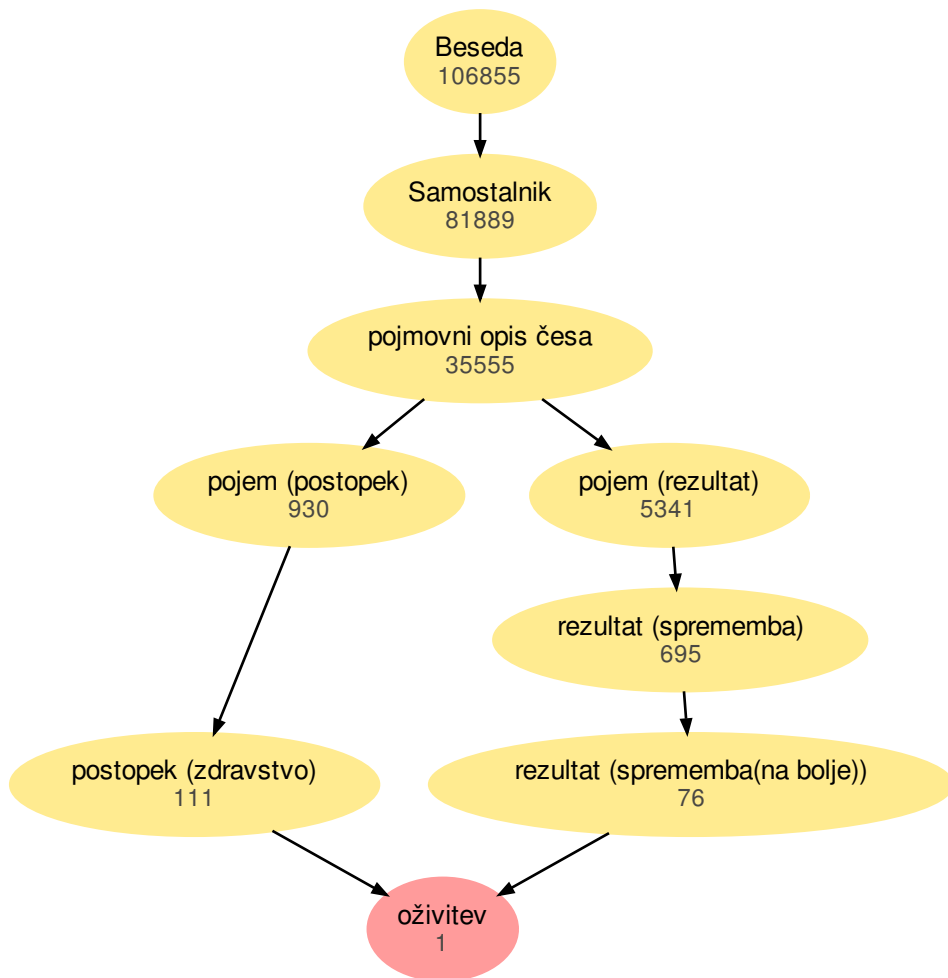 Beseda
106855
Samostalnik
81889
pojmovni opis česa
35555
pojem (postopek)
930
pojem (rezultat)
5341
rezultat (sprememba)
695
postopek (zdravstvo)
111
rezultat (sprememba(na bolje))
76
oživitev
1